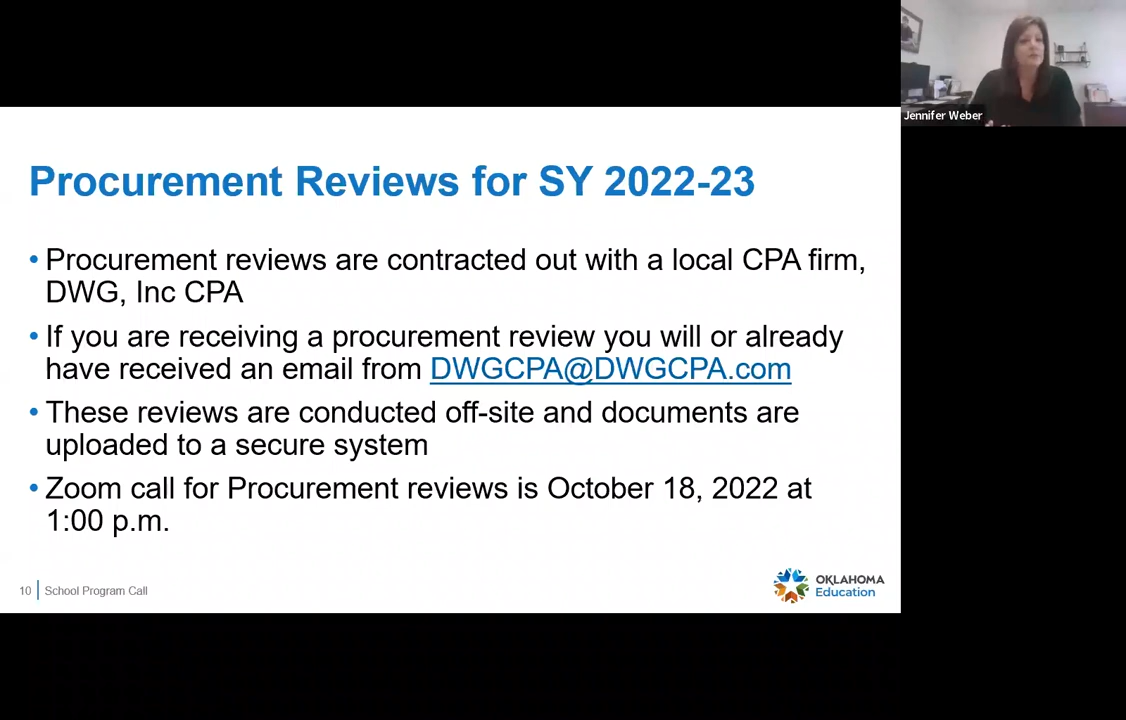 Jennifer Weber
Procurement Reviews for SY 2022-23
• Procurement reviews are contracted out with a local CPA firm,
DWG, Inc CPA
• If you are receiving a procurement review you will or already
have received an email from DWGCPA@DWGCPA.com
• These reviews are conducted off-site and documents are
uploaded to a secure system
• Zoom call for Procurement reviews is October 18, 2022 at
1:00 p.m.
10 School Program Call
OKLAHOMA
Education